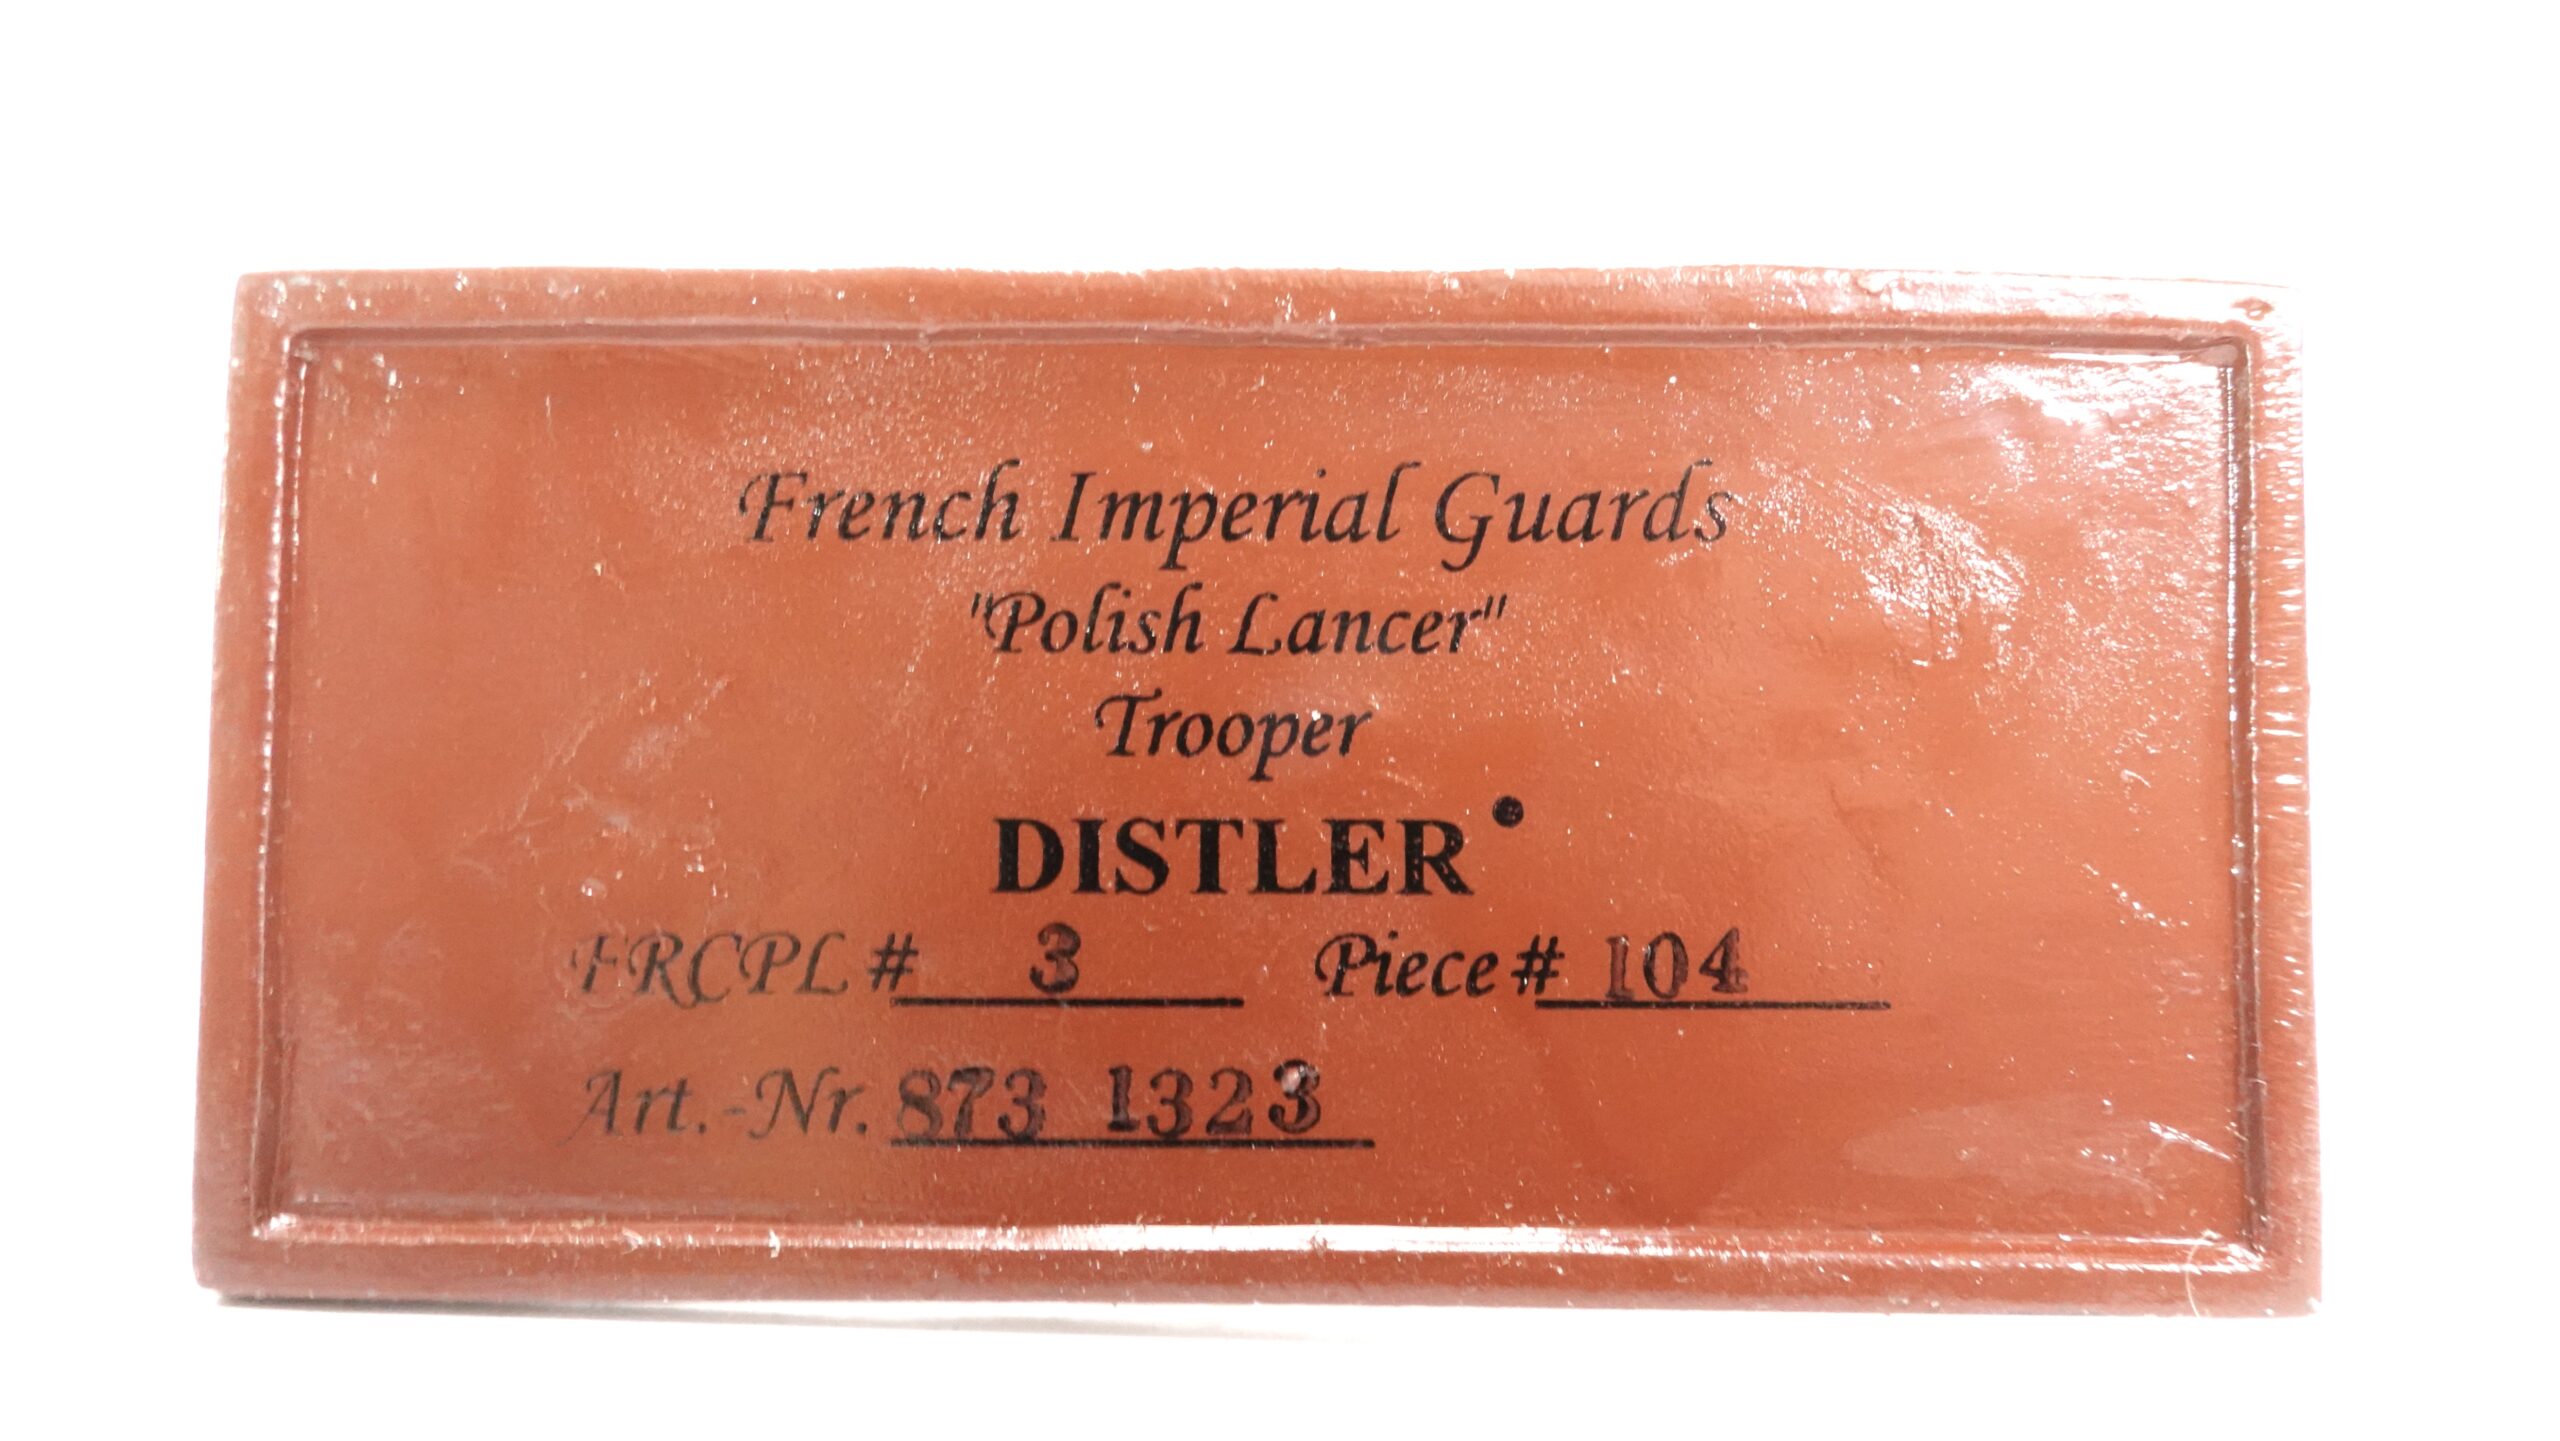 French Imperial Guards
"Polish Lancer"
Trooper
DISTLER®
FRCPL # 3 Piece # 104
Art.-Nr. 873 1323